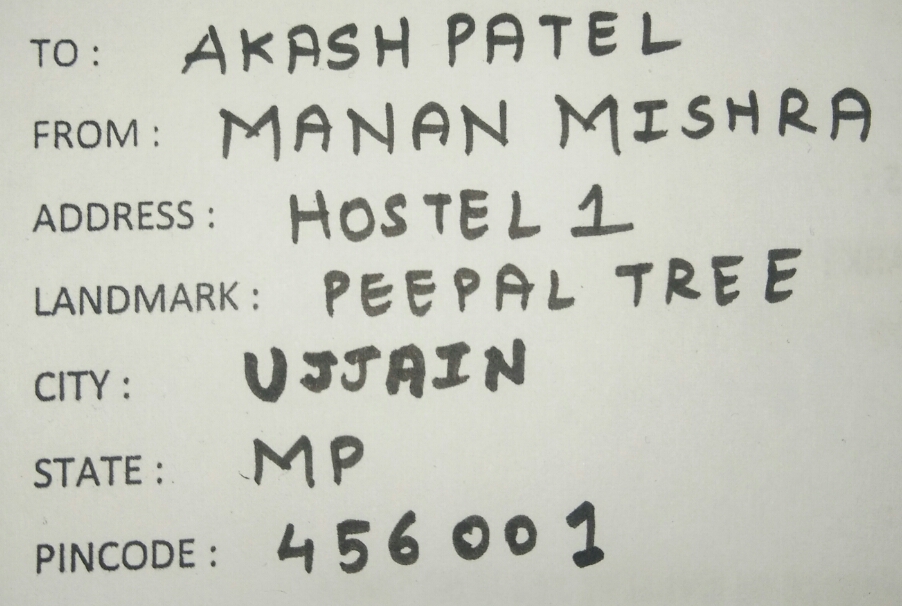 TO : AKASH PATEL
FROM : MANAN MISHRA
ADDRESS : HOSTEL 1
LANDMARK : PEEPAL TREE
CITY : UJJAIN
STATE : MP
PINCODE : 456001